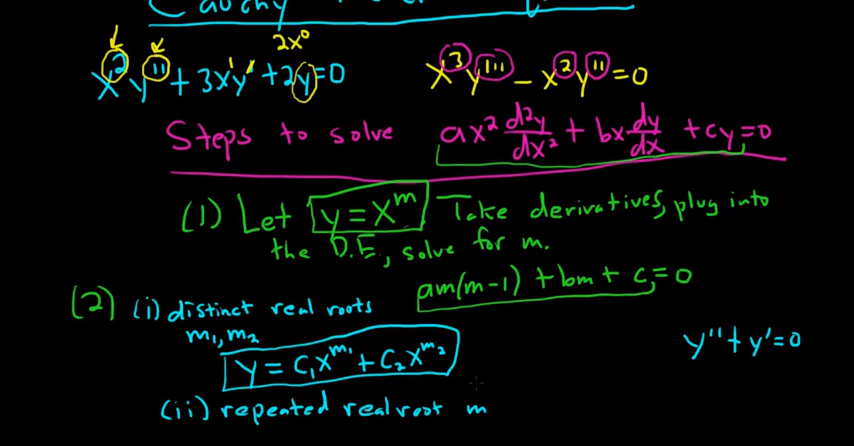 Cauchy
2x⁰
x²y'' + 3x'y' + 2y = 0
x³y''' − x²y'' = 0
Steps to solve ax² d²y/dx² + bx dy/dx + cy = 0
(1) Let y = x^m Take derivatives, plug into
the D.E., solve for m.
am(m−1) + bm + c = 0
(2) (i) distinct real roots
m₁, m₂
y = c₁x^m₁ + c₂x^m₂
y'' + y' = 0
(ii) repeated real root m